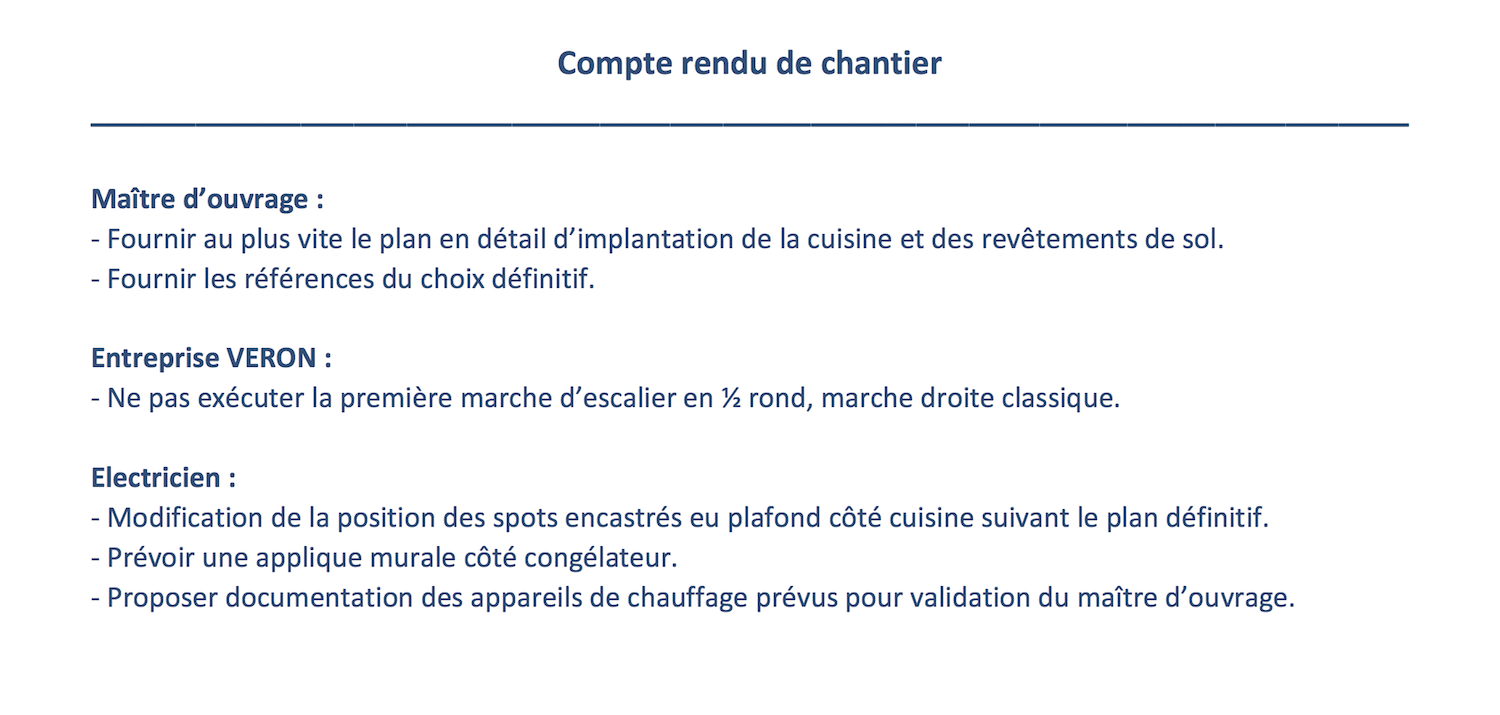 Compte rendu de chantier
Maître d’ouvrage :
- Fournir au plus vite le plan en détail d’implantation de la cuisine et des revêtements de sol.
- Fournir les références du choix définitif.
Entreprise VERON :
- Ne pas exécuter la première marche d’escalier en ½ rond, marche droite classique.
Electricien :
- Modification de la position des spots encastrés eu plafond côté cuisine suivant le plan définitif.
- Prévoir une applique murale côté congélateur.
- Proposer documentation des appareils de chauffage prévus pour validation du maître d’ouvrage.